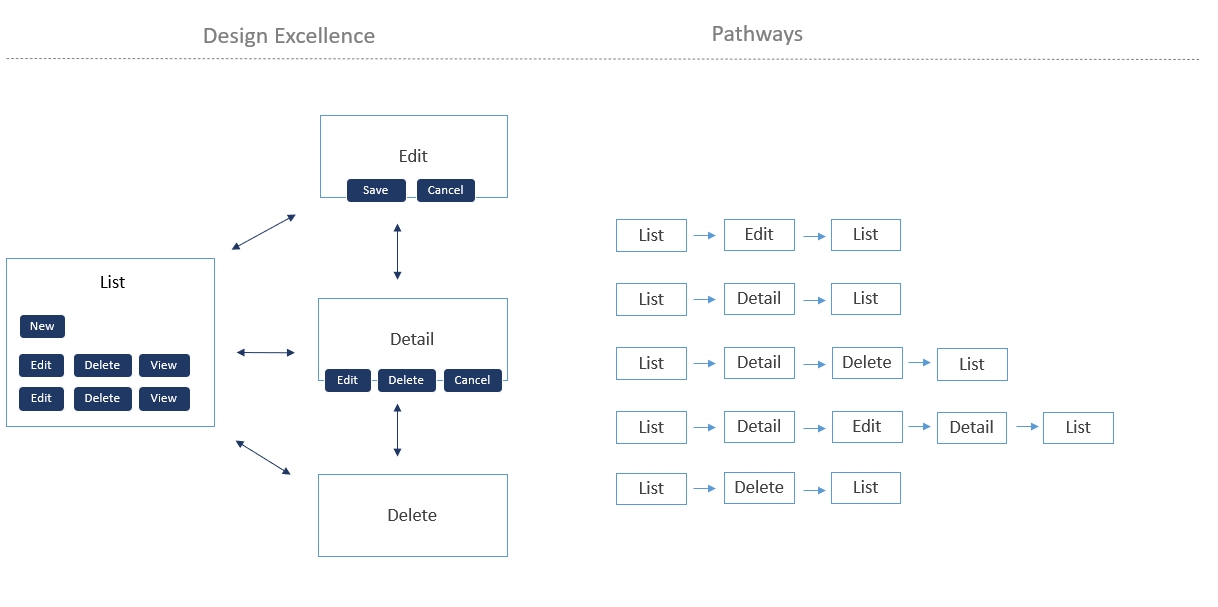 Design Excellence
Pathways
Edit
Save Cancel
List
New
Edit Delete View
Edit Delete View
Detail
Edit Delete Cancel
Delete
List Edit List
List Detail List
List Detail Delete List
List Detail Edit Detail List
List Delete List